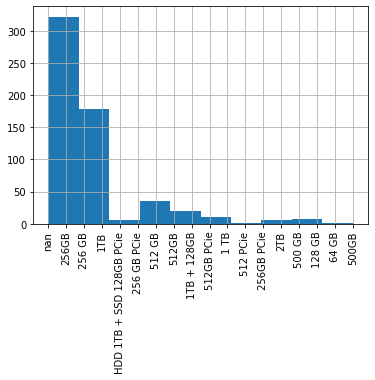 300
250
200
150
100
50
0
nan
256GB
256 GB
1TB
HDD 1TB + SSD 128GB PCie
256 GB PCie
512 GB
512GB
1TB + 128GB
512GB PCie
1 TB
512 PCie
256GB PCie
2TB
500 GB
128 GB
64 GB
500GB